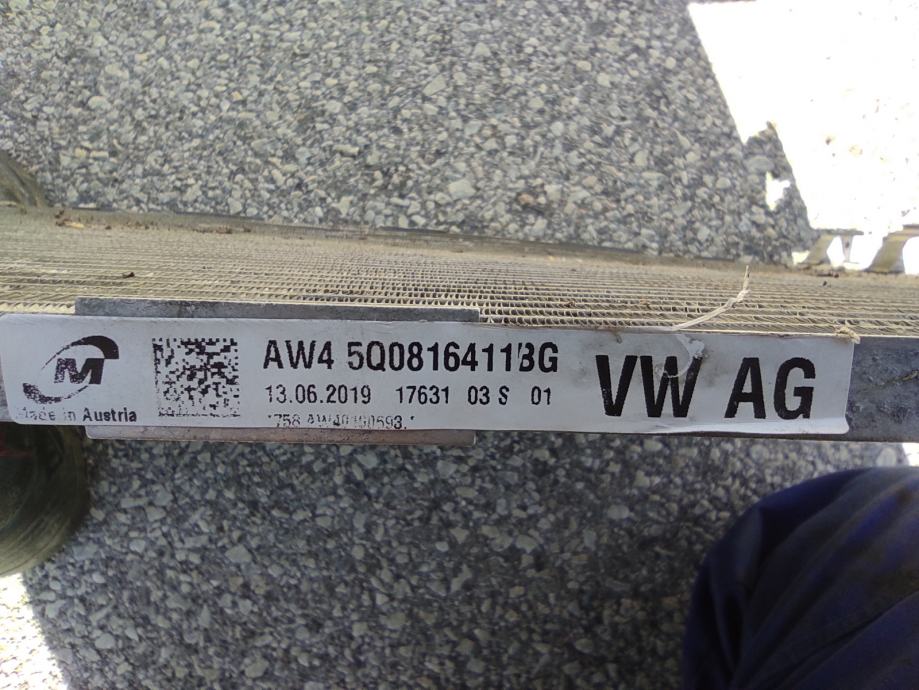 AW4 5Q0816411BG
13.06.2019 17631 03 S 01
VW AG
Made in Austria